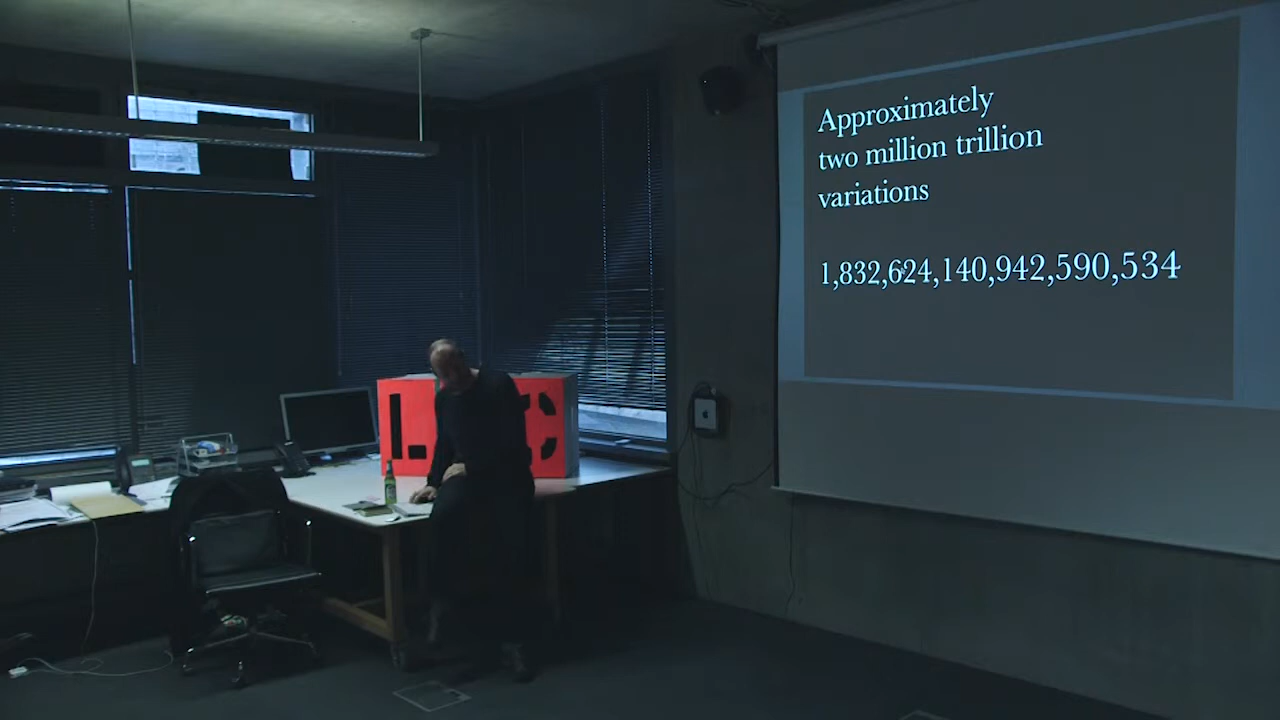 Approximately
two million trillion
variations
1,832,624,140,942,590,534